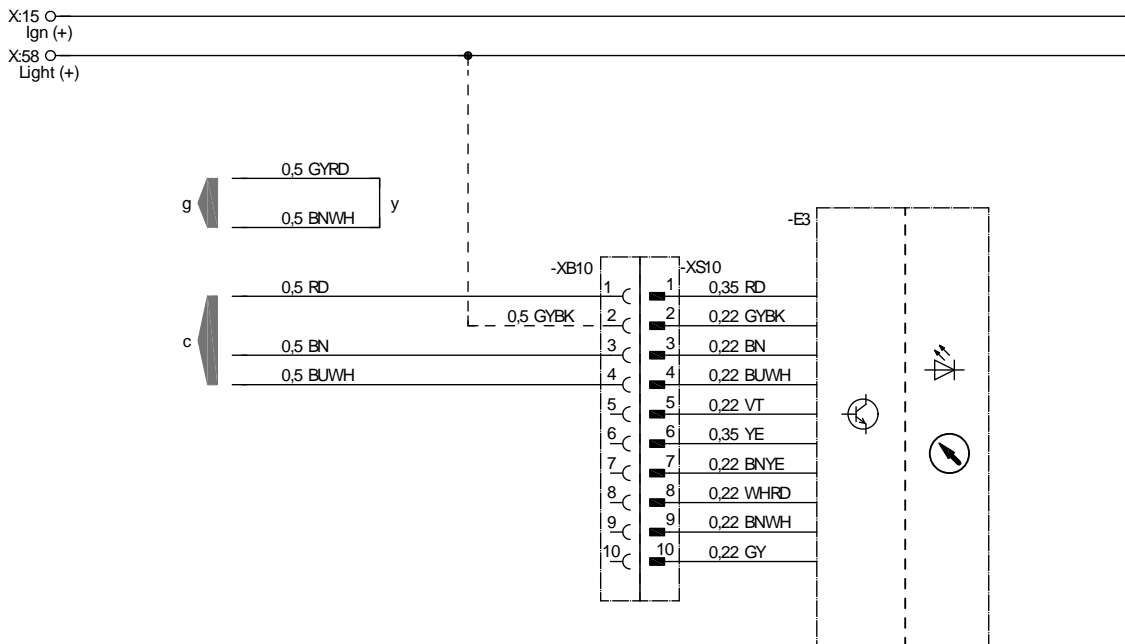 X:15
Ign (+)
X:58
Light (+)
0,5 GYRD
g
y
0,5 BNWH
-E3
-XB10
-XS10
0,5 RD
1
1
0,35 RD
0,5 GYBK
2
2
0,22 GYBK
c
0,5 BN
3
3
0,22 BN
0,5 BUWH
4
4
0,22 BUWH
5
5
0,22 VT
6
6
0,35 YE
7
7
0,22 BNYE
8
8
0,22 WHRD
9
9
0,22 BNWH
10
10
0,22 GY